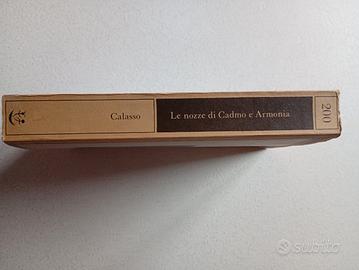 Calasso
Le nozze di Cadmo e Armonia
200
subito